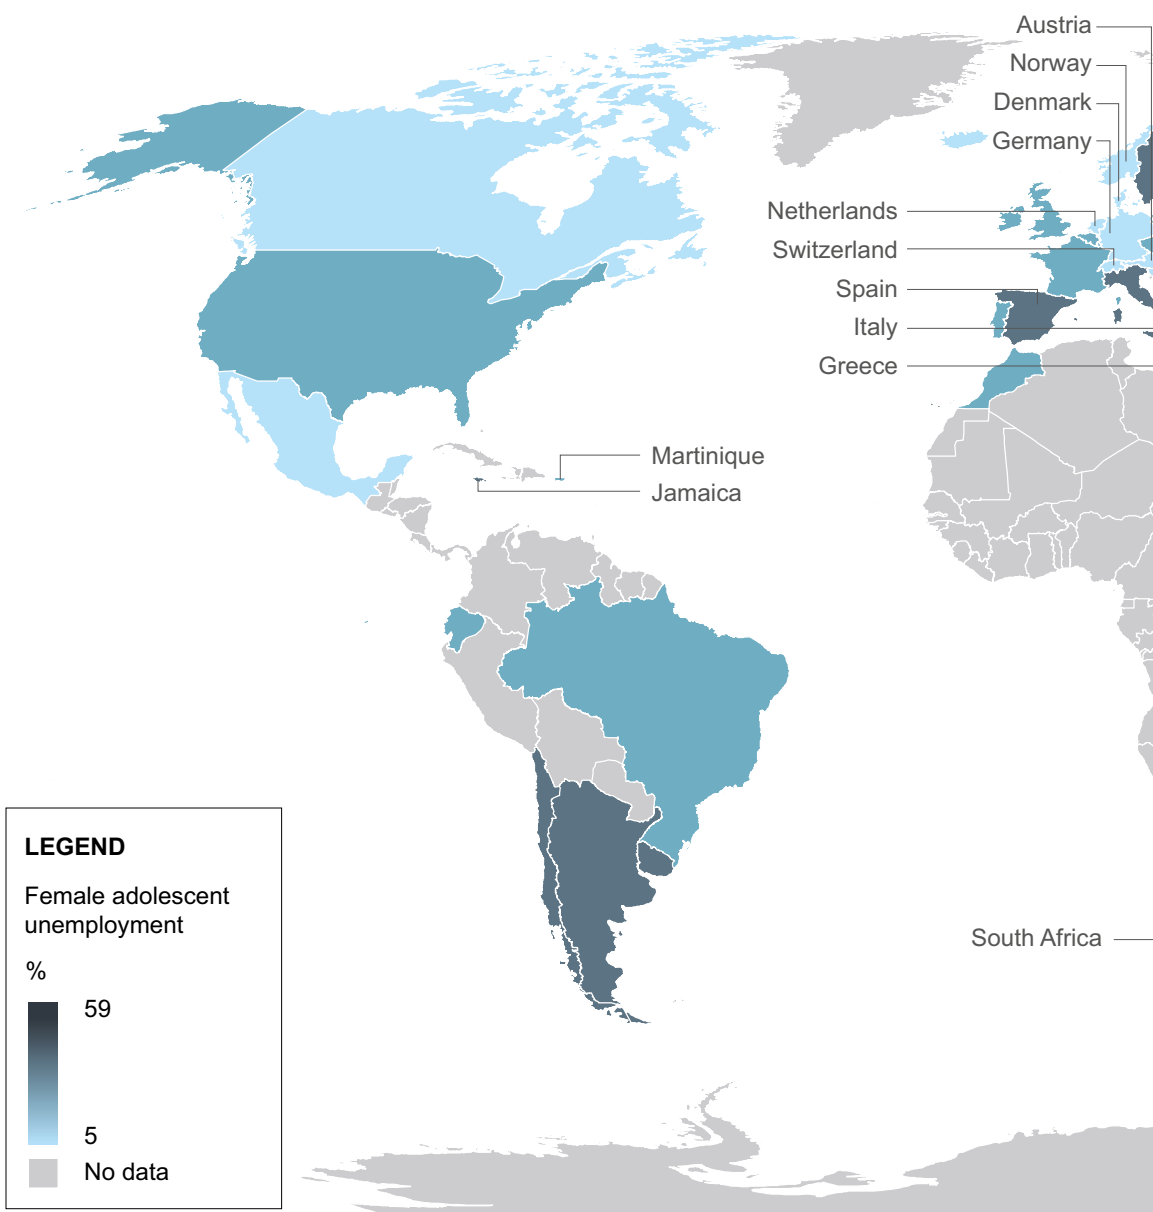 Austria
Norway
Denmark
Germany
Netherlands
Switzerland
Spain
Italy
Greece
Martinique
Jamaica
South Africa
LEGEND
Female adolescent
unemployment
%
59
5
No data